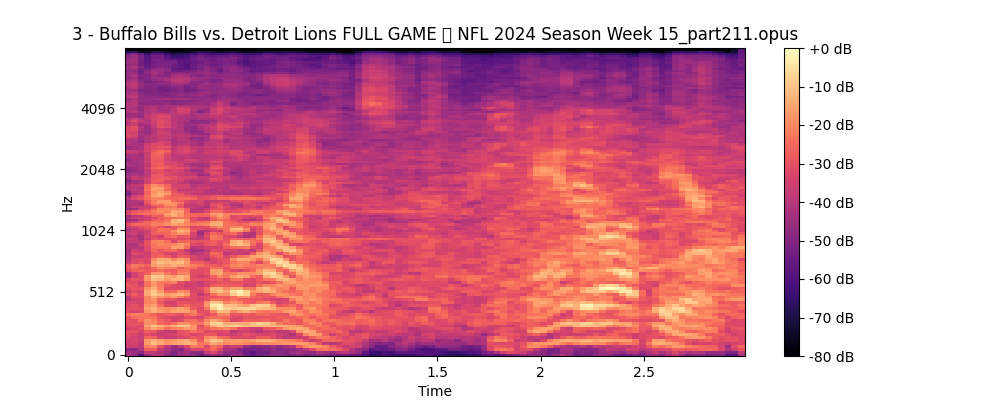 3 - Buffalo Bills vs. Detroit Lions FULL GAME ▯ NFL 2024 Season Week 15_part211.opus
+0 dB
-10 dB
-20 dB
-30 dB
-40 dB
-50 dB
-60 dB
-70 dB
-80 dB
4096
2048
1024
512
0
Hz
0
0.5
1
1.5
2
2.5
Time